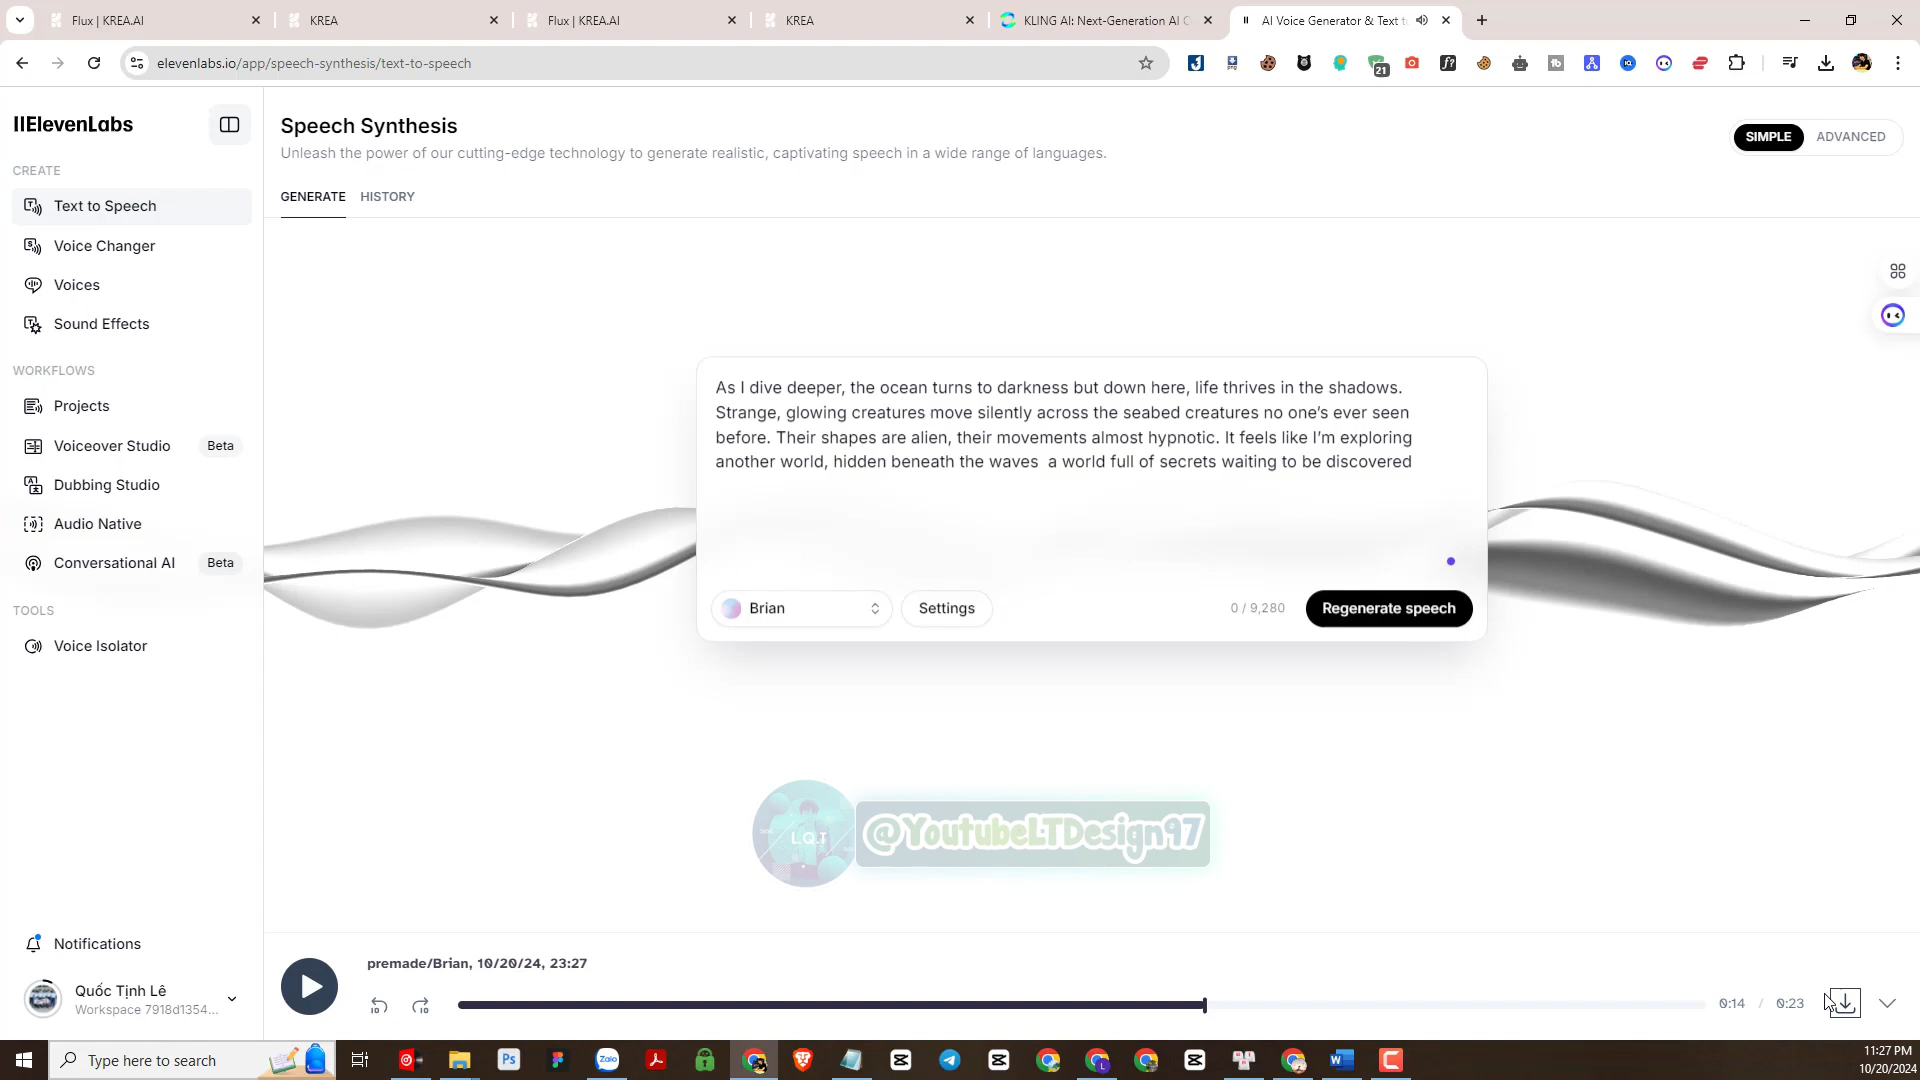 Flux | KREA.AI
KREA
Flux | KREA.AI
KREA
KLING AI: Next-Generation AI C
AI Voice Generator & Text t
elevenlabs.io/app/speech-synthesis/text-to-speech
21
IIElevenLabs
CREATE
Text to Speech
Voice Changer
Voices
Sound Effects
WORKFLOWS
Projects
Voiceover Studio Beta
Dubbing Studio
Audio Native
Conversational AI Beta
TOOLS
Voice Isolator
Notifications
Quốc Tịnh Lê
Workspace 7918d1354...
Speech Synthesis
Unleash the power of our cutting-edge technology to generate realistic, captivating speech in a wide range of languages.
SIMPLE ADVANCED
GENERATE HISTORY
As I dive deeper, the ocean turns to darkness but down here, life thrives in the shadows.
Strange, glowing creatures move silently across the seabed creatures no one’s ever seen
before. Their shapes are alien, their movements almost hypnotic. It feels like I’m exploring
another world, hidden beneath the waves  a world full of secrets waiting to be discovered
Brian Settings 0 / 9,280 Regenerate speech
L.Q.T
@YoutubeLTDesign97
premade/Brian, 10/20/24, 23:27
10 10 0:14 / 0:23
Type here to search
11:27 PM
10/20/2024